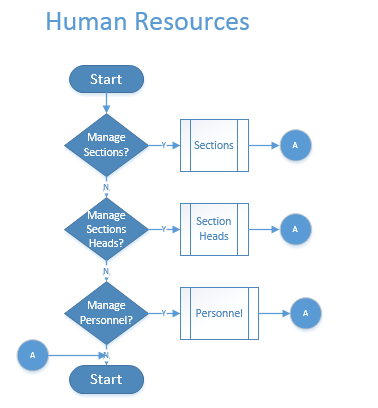 Human Resources
Start
Manage
Sections?
Y
Sections
A
N
Manage
Sections
Heads?
Y
Section
Heads
A
N
Manage
Personnel?
Y
Personnel
A
A
N
Start